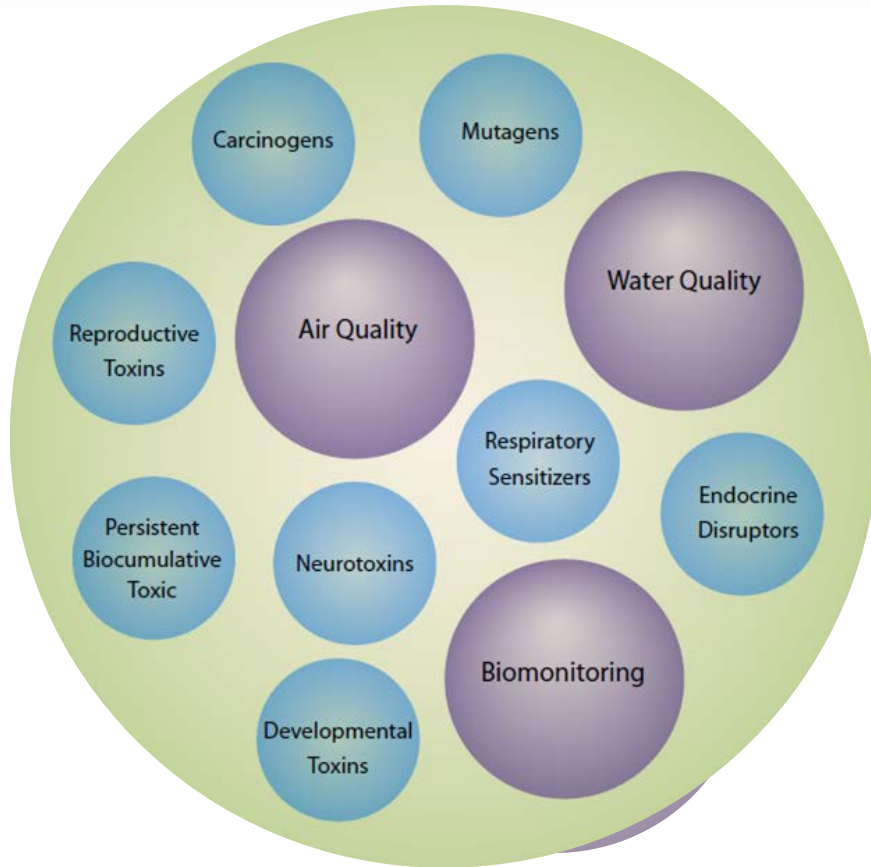 Carcinogens
Mutagens
Water Quality
Air Quality
Reproductive
Toxins
Respiratory
Sensitizers
Endocrine
Disruptors
Persistent
Biocumulative
Toxic
Neurotoxins
Biomonitoring
Developmental
Toxins